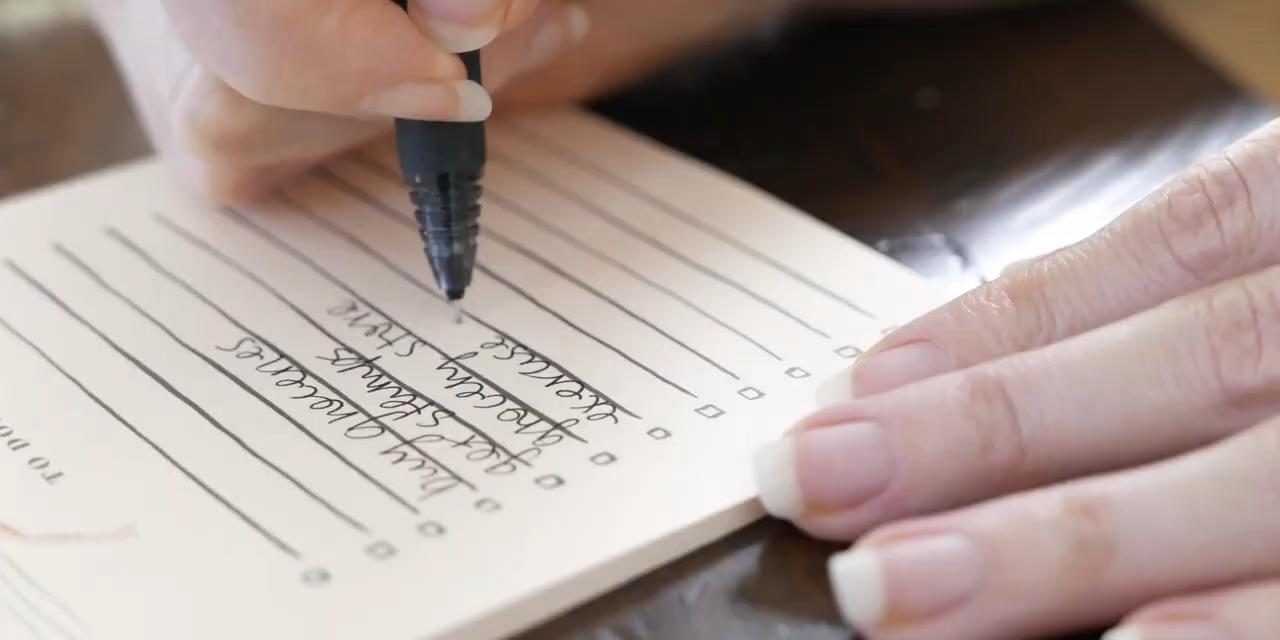 TO DO
buy groceries
get stamps
grocery store
exercise